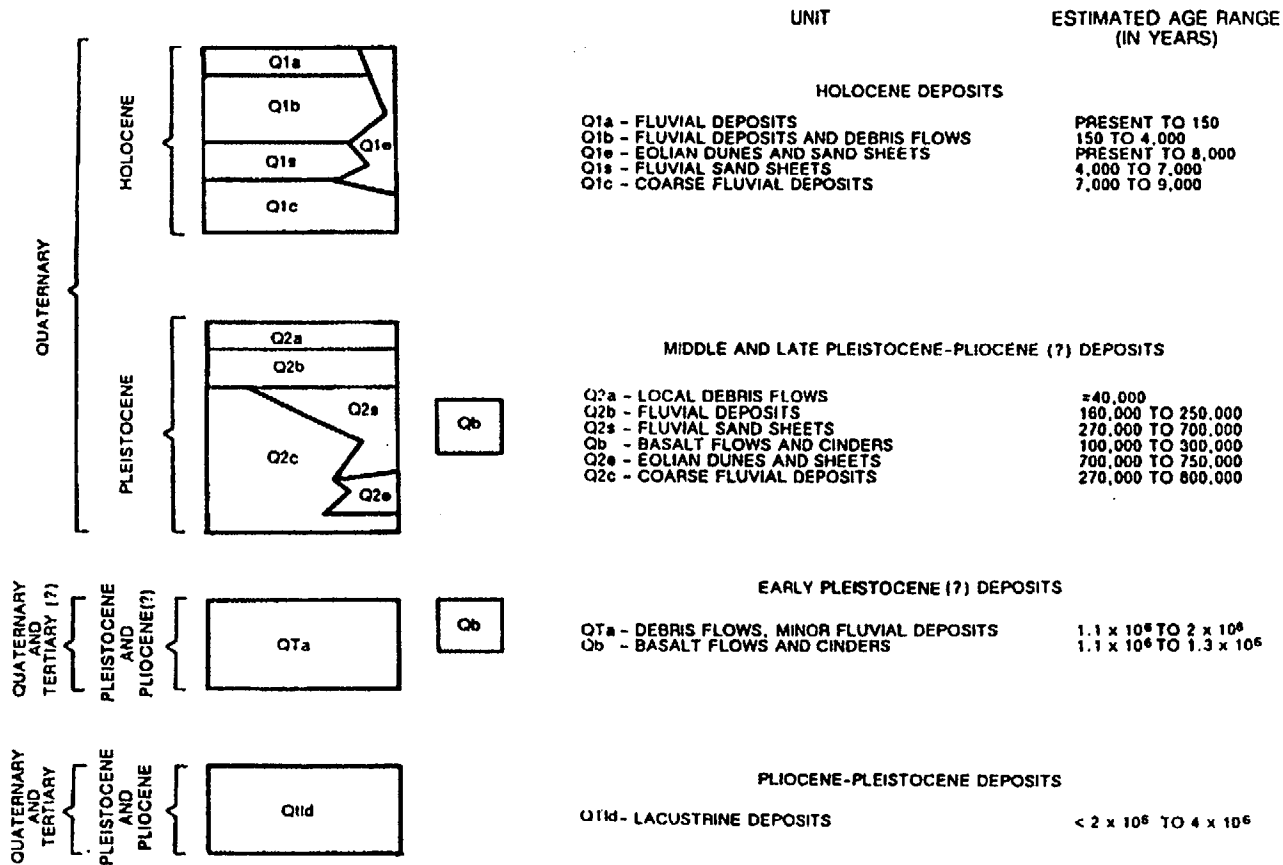 UNIT ESTIMATED AGE RANGE
(IN YEARS)
QUATERNARY
HOLOCENE
Q1a
Q1b
Q1e
Q1s
Q1c
HOLOCENE DEPOSITS
Q1a - FLUVIAL DEPOSITS PRESENT TO 150
Q1b - FLUVIAL DEPOSITS AND DEBRIS FLOWS 150 TO 4,000
Q1e - EOLIAN DUNES AND SAND SHEETS PRESENT TO 8,000
Q1s - FLUVIAL SAND SHEETS 4,000 TO 7,000
Q1c - COARSE FLUVIAL DEPOSITS 7,000 TO 9,000
PLEISTOCENE
Q2a
Q2b
Q2s
Q2c
Q2e
Qb
MIDDLE AND LATE PLEISTOCENE-PLIOCENE (?) DEPOSITS
Q2a - LOCAL DEBRIS FLOWS ≈40,000
Q2b - FLUVIAL DEPOSITS 160,000 TO 250,000
Q2s - FLUVIAL SAND SHEETS 270,000 TO 700,000
Qb - BASALT FLOWS AND CINDERS 100,000 TO 300,000
Q2e - EOLIAN DUNES AND SHEETS 700,000 TO 750,000
Q2c - COARSE FLUVIAL DEPOSITS 270,000 TO 800,000
QUATERNARY
AND
TERTIARY (?)
PLEISTOCENE
AND
PLIOCENE(?)
QTa
Qb
EARLY PLEISTOCENE (?) DEPOSITS
QTa - DEBRIS FLOWS, MINOR FLUVIAL DEPOSITS 1.1 x 10⁶ TO 2 x 10⁶
Qb - BASALT FLOWS AND CINDERS 1.1 x 10⁶ TO 1.3 x 10⁶
QUATERNARY
AND
TERTIARY
PLEISTOCENE
AND
PLIOCENE
QTld
PLIOCENE-PLEISTOCENE DEPOSITS
QTld - LACUSTRINE DEPOSITS < 2 x 10⁶ TO 4 x 10⁶